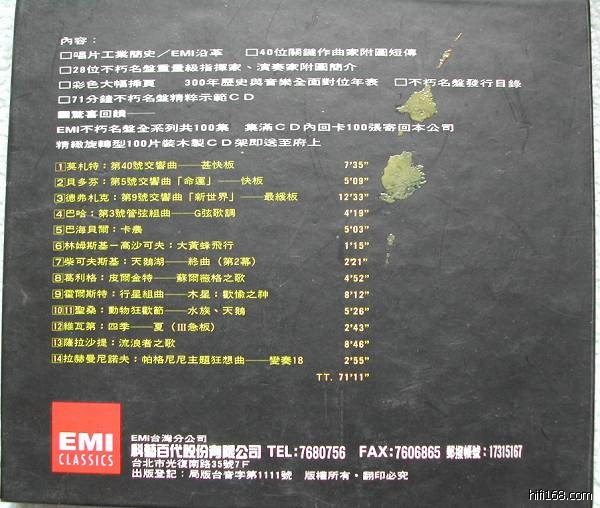 內容：
□唱片工業簡史／EMI沿革　□40位關鍵作曲家附圖短傳
□28位不朽名盤重量級指揮家、演奏家附圖簡介
□彩色大幅插頁　300年歷史與音樂全面對位年表　□不朽名盤發行目錄
□71分鐘不朽名盤精粹示範CD
驚喜回饋——
EMI不朽名盤全系列共100集　集滿CD內回卡100張寄回本公司
精緻旋轉型100片裝木製CD架即送至府上
1 莫札特：第40號交響曲——甚快板 7'35"
2 貝多芬：第5號交響曲「命運」——快板 5'09"
3 德弗札克：第9號交響曲「新世界」——最緩板 12'33"
4 巴哈：第3號管弦組曲——G弦歌調 4'19"
5 巴海貝爾：卡農 5'03"
6 林姆斯基－高沙可夫：大黃蜂飛行 1'15"
7 柴可夫斯基：天鵝湖——終曲（第2幕） 2'21"
8 葛利格：皮爾金特——蘇爾薇格之歌 4'52"
9 霍爾斯特：行星組曲——木星：歡愉之神 8'12"
10 11 聖桑：動物狂歡節——水族、天鵝 5'26"
12 維瓦第：四季——夏（Ⅲ急板） 2'43"
13 薩拉沙提：流浪者之歌 8'46"
14 拉赫曼尼諾夫：帕格尼尼主題狂想曲——變奏18 2'55"
TT. 71'11"
EMI
CLASSICS
EMI台灣分公司
科藝百代股份有限公司 TEL:7680756 FAX:7606865 郵撥帳號:17315167
台北市光復南路35號7F
出版登記：局版台音字第1111號　版權所有・翻印必究
hifi168.com